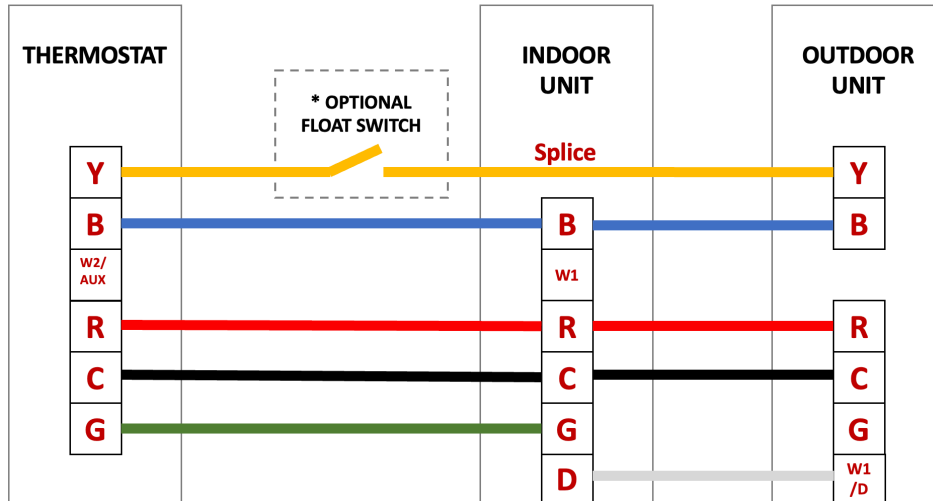 THERMOSTAT
INDOOR
UNIT
OUTDOOR
UNIT
* OPTIONAL
FLOAT SWITCH
Splice
Y
Y
B
B
B
W2/
AUX
W1
R
R
R
C
C
C
G
G
G
D
W1
/D